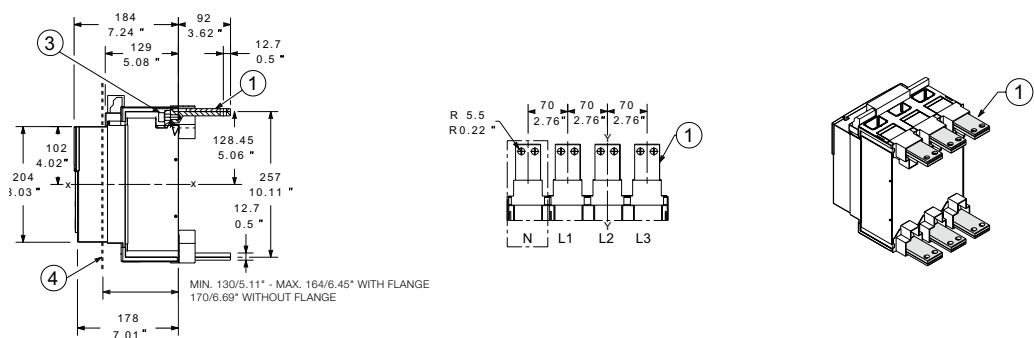 184
7.24 "
92
3.62 "
129
5.08 "
12.7
0.5 "
3
1
102
4.02 "
204
8.03 "
x
x
128.45
5.06 "
257
10.11 "
12.7
0.5 "
4
MIN. 130/5.11" - MAX. 164/6.45" WITH FLANGE
170/6.69" WITHOUT FLANGE
178
7.01 "
R 5.5
R0.22 "
70
2.76"
70
2.76"
70
2.76"
1
Y
Y
N
L1
L2
L3
1